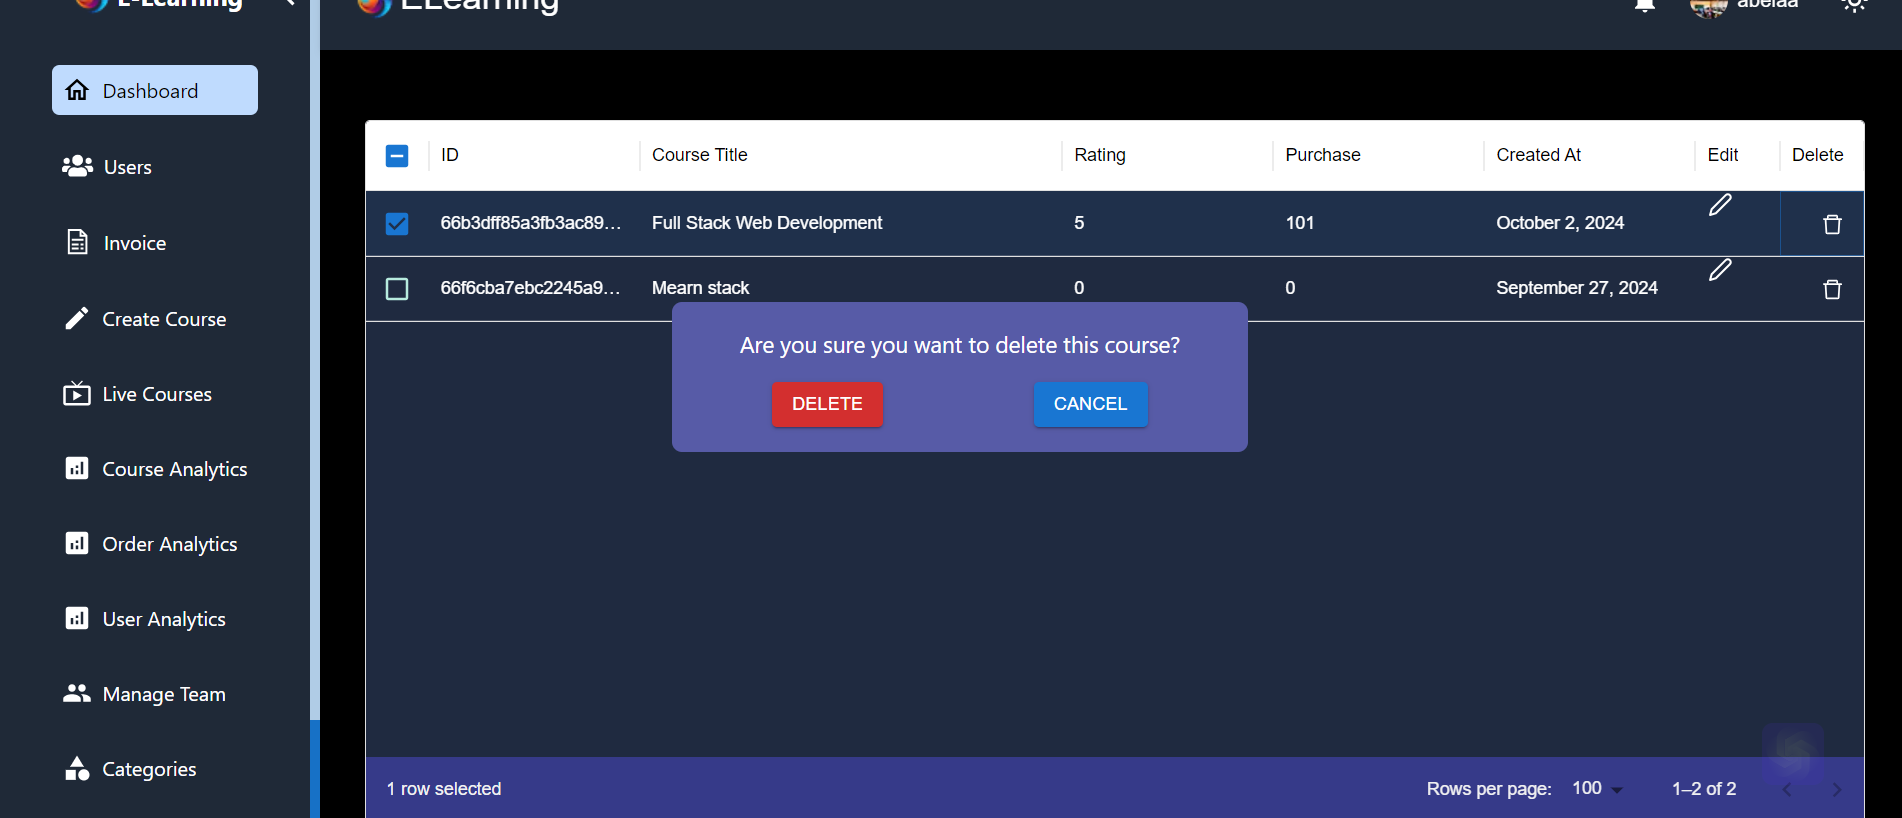 E-Learning
ELearning
abelaa
Dashboard
Users
Invoice
Create Course
Live Courses
Course Analytics
Order Analytics
User Analytics
Manage Team
Categories
ID Course Title Rating Purchase Created At Edit Delete
66b3dff85a3fb3ac89... Full Stack Web Development 5 101 October 2, 2024
66f6cba7ebc2245a9... Mearn stack 0 0 September 27, 2024
Are you sure you want to delete this course?
DELETE CANCEL
1 row selected Rows per page: 100 1–2 of 2